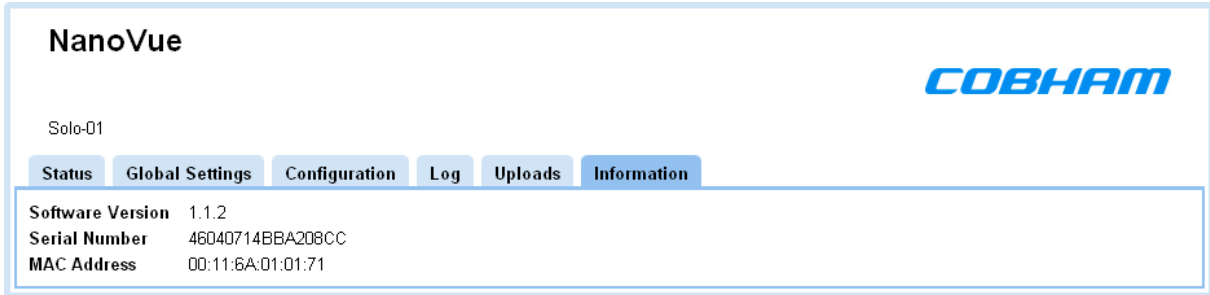 NanoVue
COBHAM
Solo-01
Status Global Settings Configuration Log Uploads Information
Software Version 1.1.2
Serial Number 46040714BBA208CC
MAC Address 00:11:6A:01:01:71